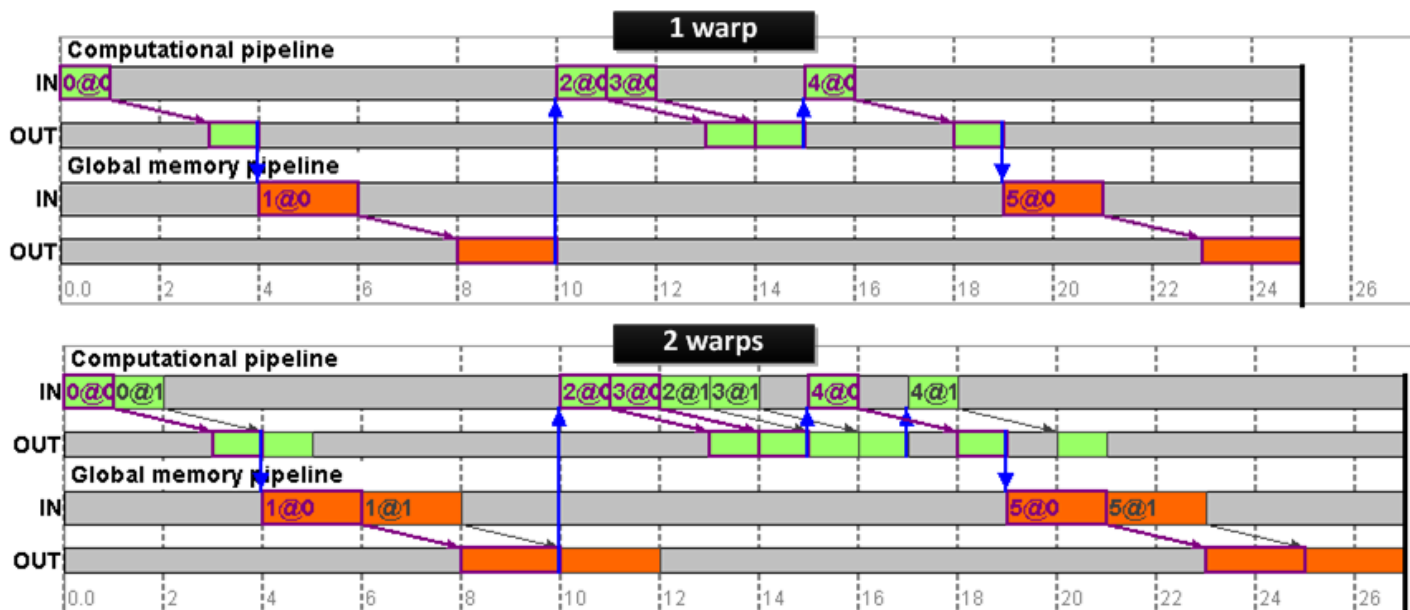 1 warp
Computational pipeline
IN 0@0 2@0 3@0 4@0
OUT
Global memory pipeline
IN 1@0 5@0
OUT
0.0 2 4 6 8 10 12 14 16 18 20 22 24 26
2 warps
Computational pipeline
IN 0@0 0@1 2@0 3@0 2@1 3@1 4@0 4@1
OUT
Global memory pipeline
IN 1@0 1@1 5@0 5@1
OUT
0.0 2 4 6 8 10 12 14 16 18 20 22 24 26